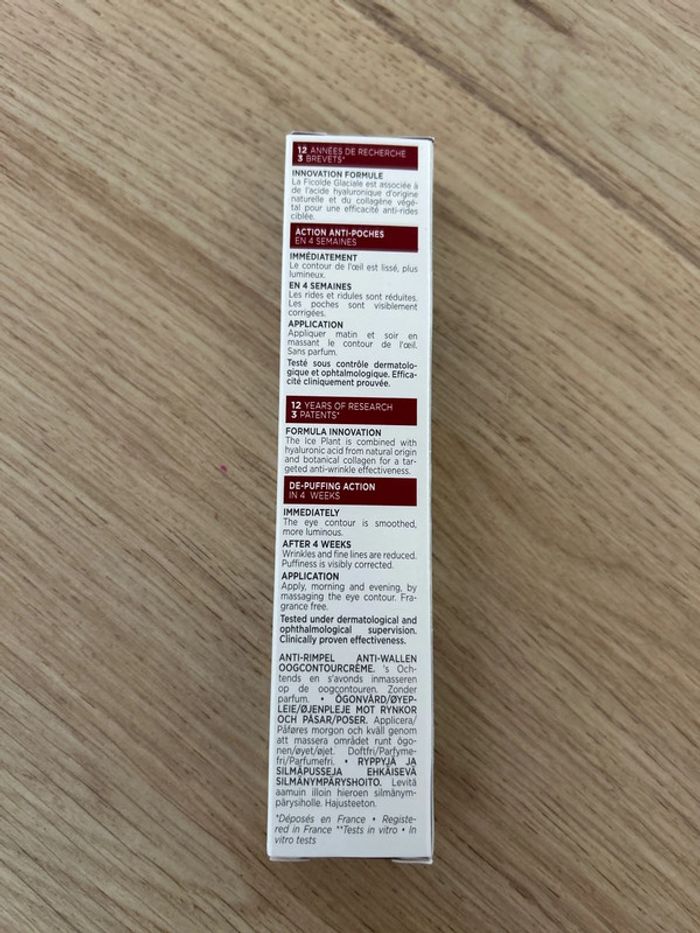 12 ANNÉES DE RECHERCHE
3 BREVETS*
INNOVATION FORMULE
La Ficoïde Glaciale est associée à
de l'acide hyaluronique d'origine
naturelle et du collagène végé-
tal pour une efficacité anti-rides
ciblée.
ACTION ANTI-POCHES
EN 4 SEMAINES
IMMÉDIATEMENT
Le contour de l'œil est lissé, plus
lumineux.
EN 4 SEMAINES
Les rides et ridules sont réduites.
Les poches sont visiblement
corrigées.
APPLICATION
Appliquer matin et soir en
massant le contour de l'œil.
Sans parfum.
Testé sous contrôle dermatolo-
gique et ophtalmologique. Effica-
cité cliniquement prouvée.
12 YEARS OF RESEARCH
3 PATENTS*
FORMULA INNOVATION
The Ice Plant is combined with
hyaluronic acid from natural origin
and botanical collagen for a tar-
geted anti-wrinkle effectiveness.
DE-PUFFING ACTION
IN 4 WEEKS
IMMEDIATELY
The eye contour is smoothed,
more luminous.
AFTER 4 WEEKS
Wrinkles and fine lines are reduced.
Puffiness is visibly corrected.
APPLICATION
Apply, morning and evening, by
massaging the eye contour. Fra-
grance free.
Tested under dermatological and
ophthalmological supervision.
Clinically proven effectiveness.
ANTI-RIMPEL ANTI-WALLEN
OOGCONTOURCRÈME. 's Och-
tends en s'avonds inmasseren
op de oogcontouren. Zonder
parfum. • ÖGONVÅRD/ØYEP-
LEIE/ØJENPLEJE MOT RYNKOR
OCH PÅSAR/POSER. Applicera/
Påføres morgon och kväll genom
att massera området runt ögo-
nen/øyet/øjet. Doftfri/Parfyme-
fri/Parfumefri. • RYPPYJÄ JA
SILMÄPUSSEJA EHKÄISEVÄ
SILMÄNYMPÄRYSHOITO. Levitä
aamuin illoin hieroen silmänym-
pärysiholle. Hajusteeton.
*Déposés en France • Registe-
red in France **Tests in vitro • In
vitro tests